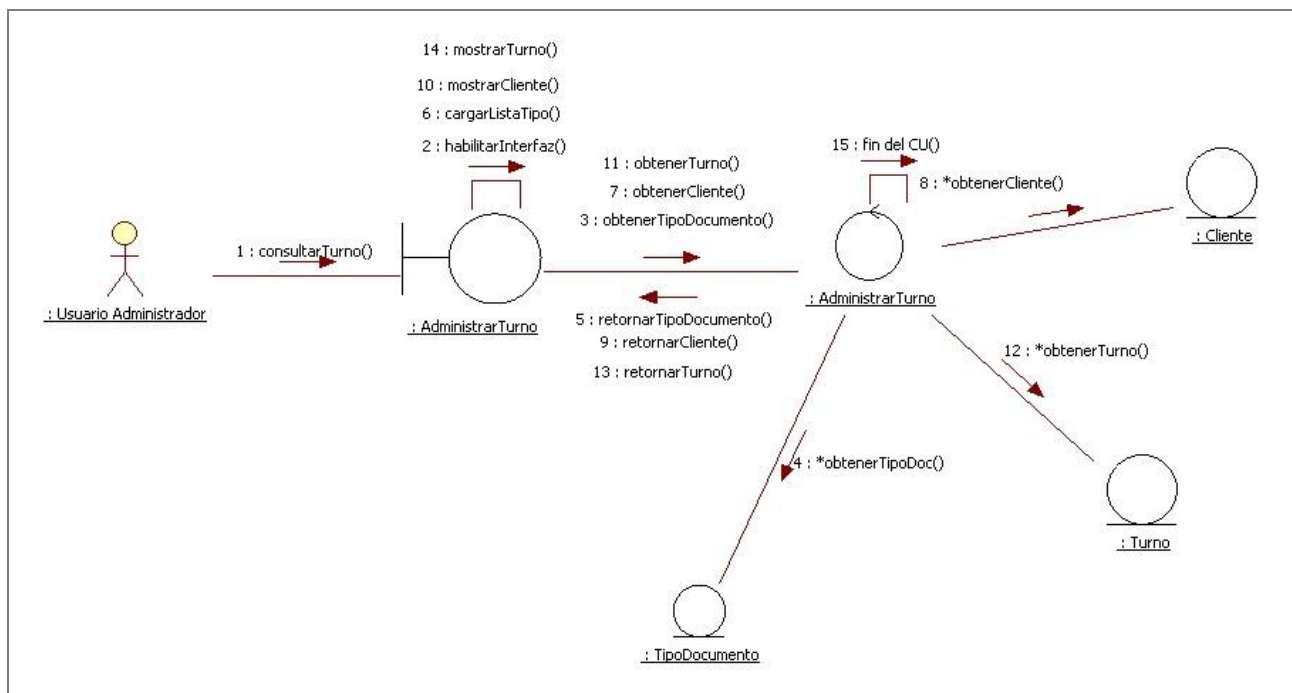 14 : mostrarTurno()
10 : mostrarCliente()
6 : cargarListaTipo()
2 : habilitarInterfaz()
11 : obtenerTurno()
7 : obtenerCliente()
3 : obtenerTipoDocumento()
15 : fin del CU()
8 : *obtenerCliente()
: Cliente
1 : consultarTurno()
: Usuario Administrador
: AdministrarTurno
: AdministrarTurno
5 : retornarTipoDocumento()
9 : retornarCliente()
13 : retornarTurno()
12 : *obtenerTurno()
4 : *obtenerTipoDoc()
: Turno
: TipoDocumento